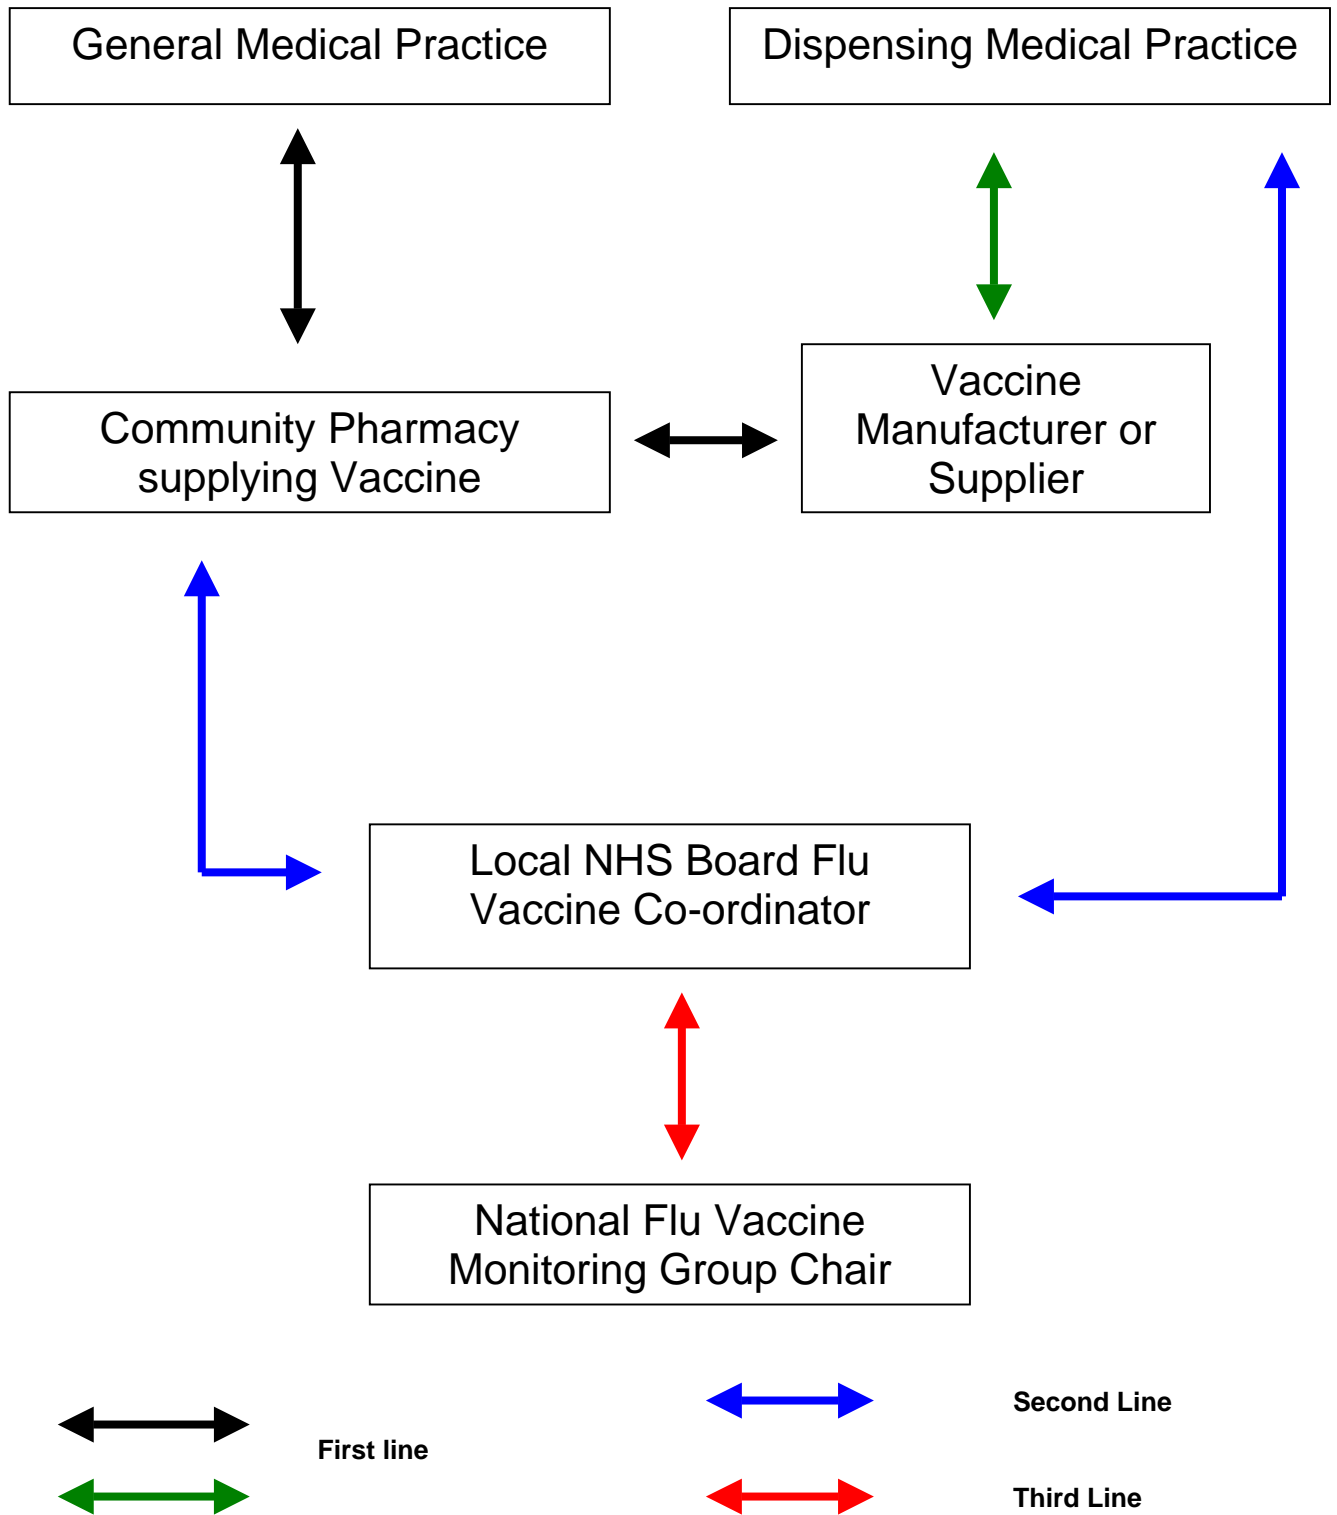 General Medical Practice
Dispensing Medical Practice
Community Pharmacy
supplying Vaccine
Vaccine
Manufacturer or
Supplier
Local NHS Board Flu
Vaccine Co-ordinator
National Flu Vaccine
Monitoring Group Chair
First line
Second Line
Third Line